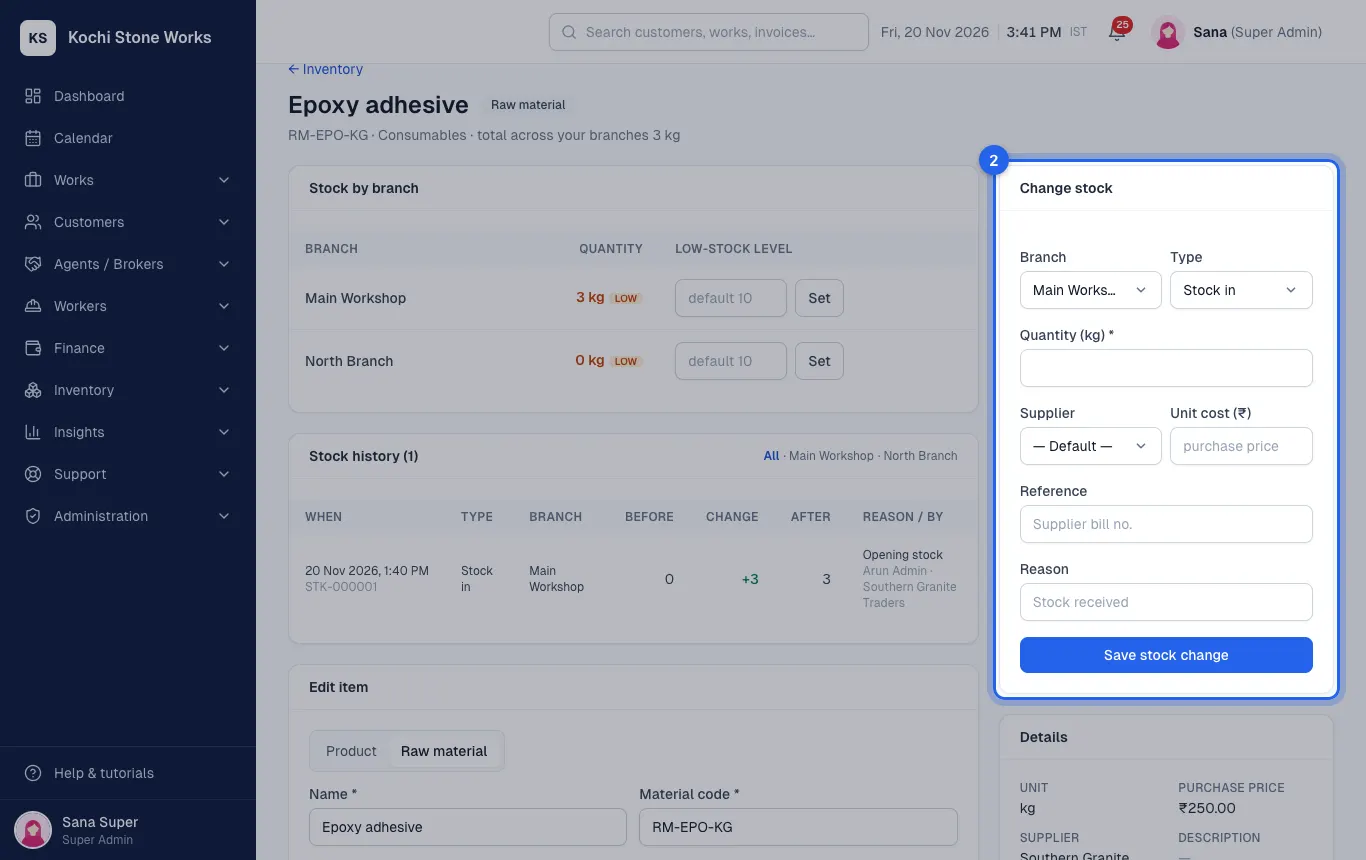 KS
Kochi Stone Works
Dashboard
Calendar
Works
Customers
Agents / Brokers
Workers
Finance
Inventory
Insights
Support
Administration
Help & tutorials
Sana Super
Super Admin
Search customers, works, invoices...
Fri, 20 Nov 2026
3:41 PM IST
25
Sana (Super Admin)
← Inventory
Epoxy adhesive
Raw material
RM-EPO-KG · Consumables · total across your branches 3 kg
Stock by branch
BRANCH QUANTITY LOW-STOCK LEVEL
Main Workshop 3 kg LOW default 10 Set
North Branch 0 kg LOW default 10 Set
Stock history (1)
All · Main Workshop · North Branch
WHEN TYPE BRANCH BEFORE CHANGE AFTER REASON / BY
20 Nov 2026, 1:40 PM
STK-000001
Stock
in
Main
Workshop
0
+3
3
Opening stock
Arun Admin ·
Southern Granite
Traders
Edit item
Product
Raw material
Name *
Material code *
Epoxy adhesive
RM-EPO-KG
2
Change stock
Branch
Type
Main Works...
Stock in
Quantity (kg) *
Supplier
Unit cost (₹)
— Default —
purchase price
Reference
Supplier bill no.
Reason
Stock received
Save stock change
Details
UNIT
PURCHASE PRICE
kg
₹250.00
SUPPLIER
DESCRIPTION
Southern Granite
—